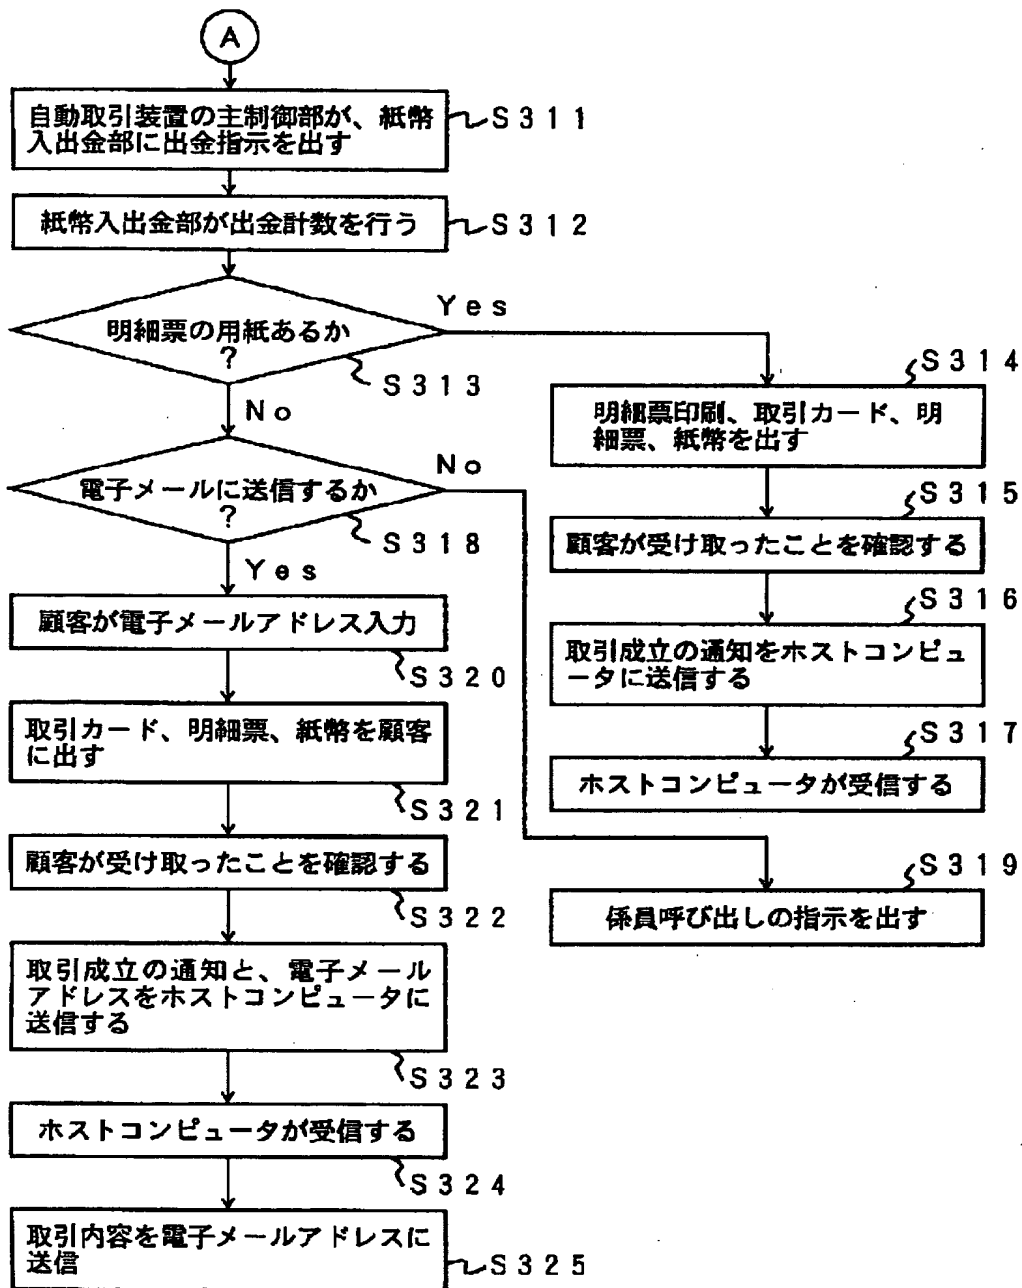 A
自動取引装置の主制御部が、紙幣
入出金部に出金指示を出す
S311
紙幣入出金部が出金計数を行う
S312
明細票の用紙あるか
?
S313
Yes
No
S314
明細票印刷、取引カード、明
細票、紙幣を出す
S315
顧客が受け取ったことを確認する
S316
取引成立の通知をホストコンピュ
ータに送信する
S317
ホストコンピュータが受信する
電子メールに送信するか
?
S318
No
Yes
S319
係員呼び出しの指示を出す
顧客が電子メールアドレス入力
S320
取引カード、明細票、紙幣を顧客
に出す
S321
顧客が受け取ったことを確認する
S322
取引成立の通知と、電子メール
アドレスをホストコンピュータに
送信する
S323
ホストコンピュータが受信する
S324
取引内容を電子メールアドレスに
送信
S325